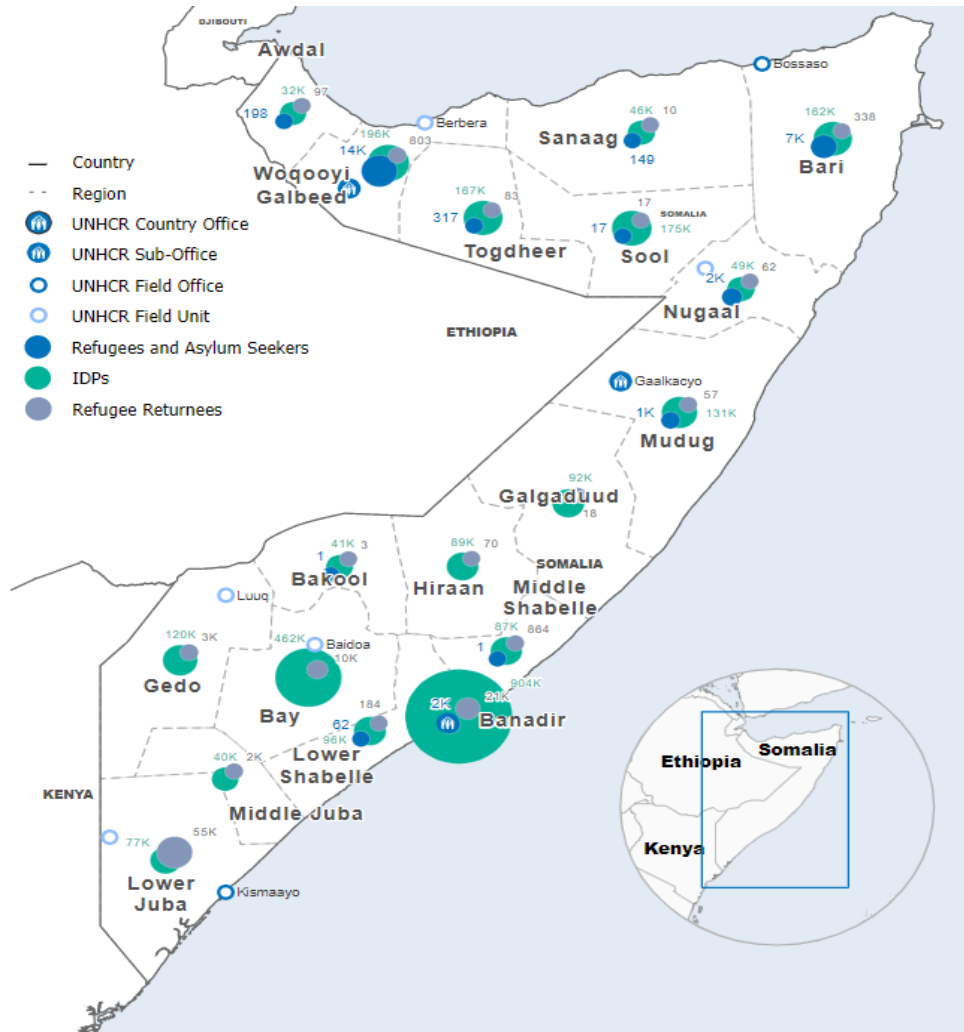 DJIBOUTI
Awdal
32K
97
198
Berbera
196K
803
14K
Woqooyi
Galbeed
167K
83
317
Togdheer
46K
10
Sanaag
149
Bossaso
162K
338
7K
Bari
17
SOMALIA
17
175K
Sool
49K
62
2K
Nugaal
Country
Region
UNHCR Country Office
UNHCR Sub-Office
UNHCR Field Office
UNHCR Field Unit
Refugees and Asylum Seekers
IDPs
Refugee Returnees
ETHIOPIA
Gaalkacyo
57
1K
131K
Mudug
92K
Galgaduud
18
41K
3
1
Bakool
89K
70
Hiraan
SOMALIA
Middle
Shabelle
87K
864
1
Luuq
120K
3K
Gedo
462K
Baidoa
10K
Bay
904K
21K
2K
Banadir
184
62
96K
Lower
Shabelle
40K
2K
Middle Juba
KENYA
77K
55K
Lower
Juba
Kismaayo
Ethiopia
Somalia
Kenya